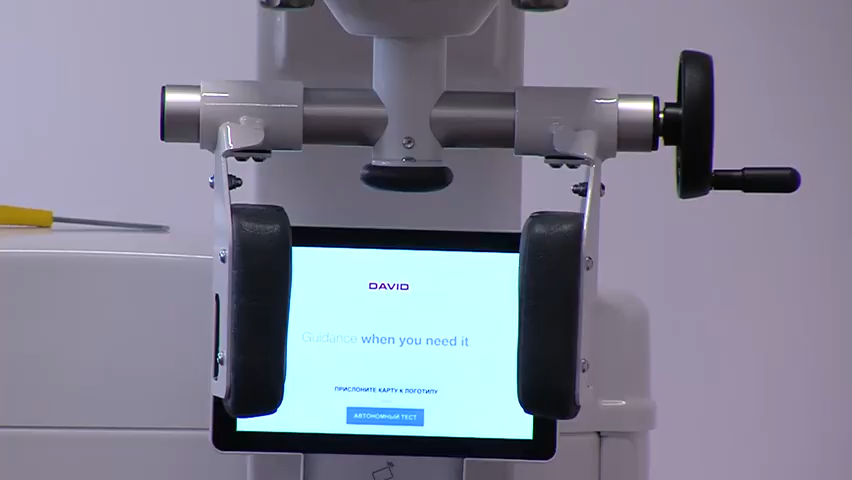 DAVID
Guidance when you need it
ПРИСЛОНИТЕ КАРТУ К ЛОГОТИПУ
АВТОНОМНЫЙ ТЕСТ